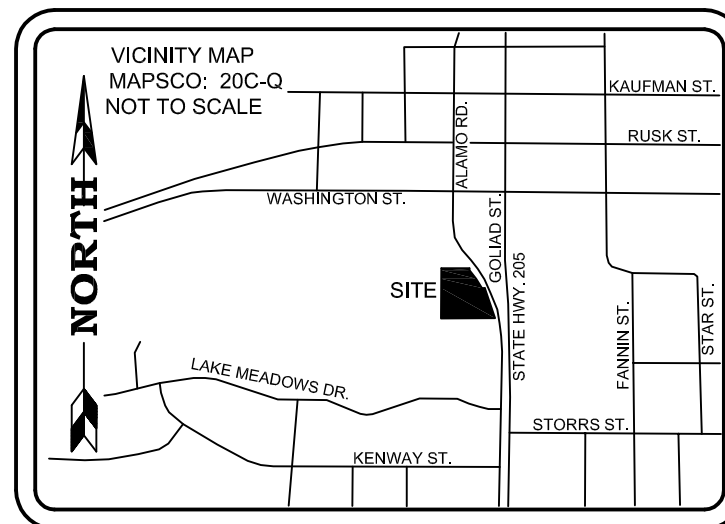 VICINITY MAP
MAPSCO: 20C-Q
NOT TO SCALE
KAUFMAN ST.
RUSK ST.
ALAMO RD.
WASHINGTON ST.
NORTH
GOLIAD ST.
SITE
STATE HWY. 205
FANNIN ST.
STAR ST.
LAKE MEADOWS DR.
STORRS ST.
KENWAY ST.